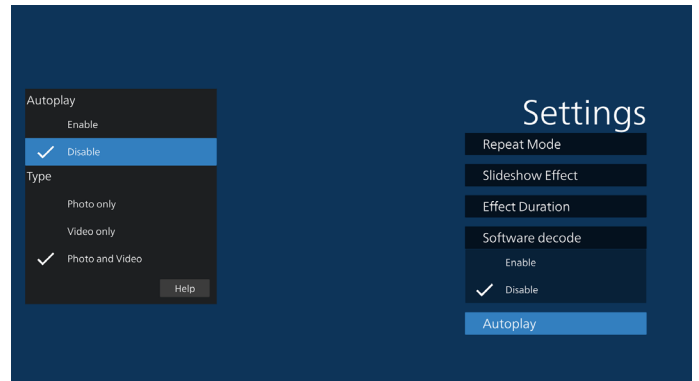 Autoplay
Enable
Disable
Type
Photo only
Video only
Photo and Video
Help
Settings
Repeat Mode
Slideshow Effect
Effect Duration
Software decode
Enable
Disable
Autoplay